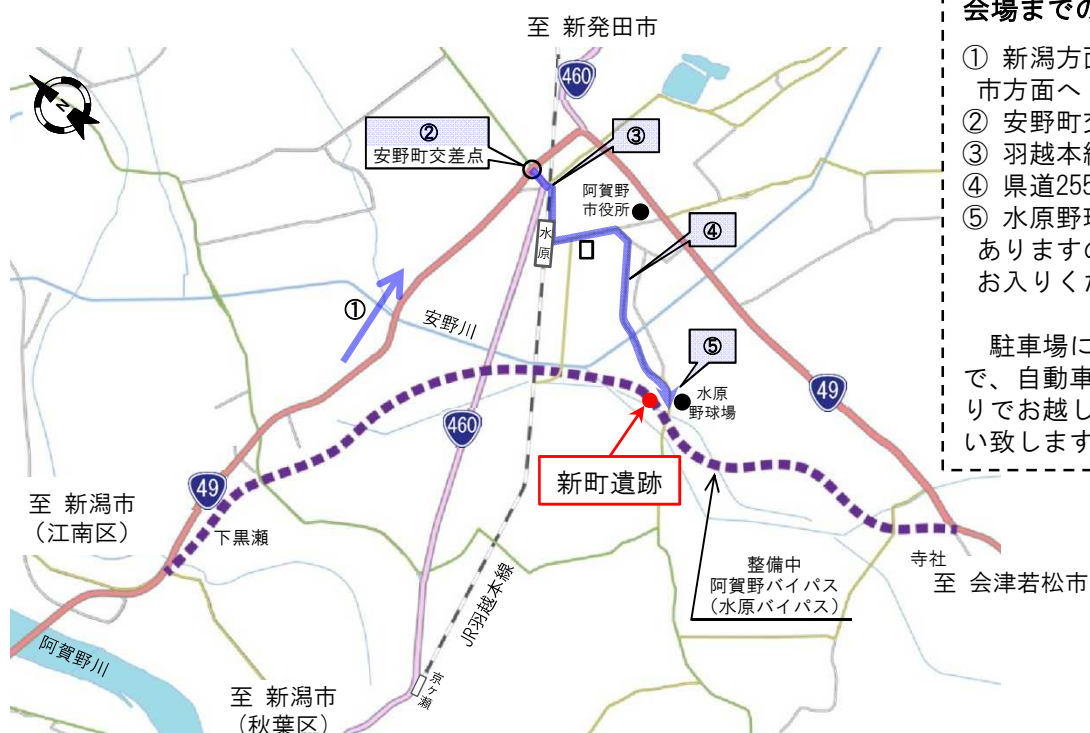 至 新発田市
460
N
②
安野町交差点
③
阿賀野
市役所
水原
④
①
安野川
⑤
水原
野球場
49
460
新町遺跡
49
至 新潟市
(江南区)
下黒瀬
整備中
阿賀野バイパス
(水原バイパス)
寺社
至 会津若松市
JR羽越本線
阿賀野川
京ヶ瀬
至 新潟市
(秋葉区)
会場までの
① 新潟方面
市方面へ
② 安野町交
③ 羽越本線
④ 県道255
⑤ 水原野球
ありますの
お入りくだ
駐車場に
で、自動車
りでお越し
い致します